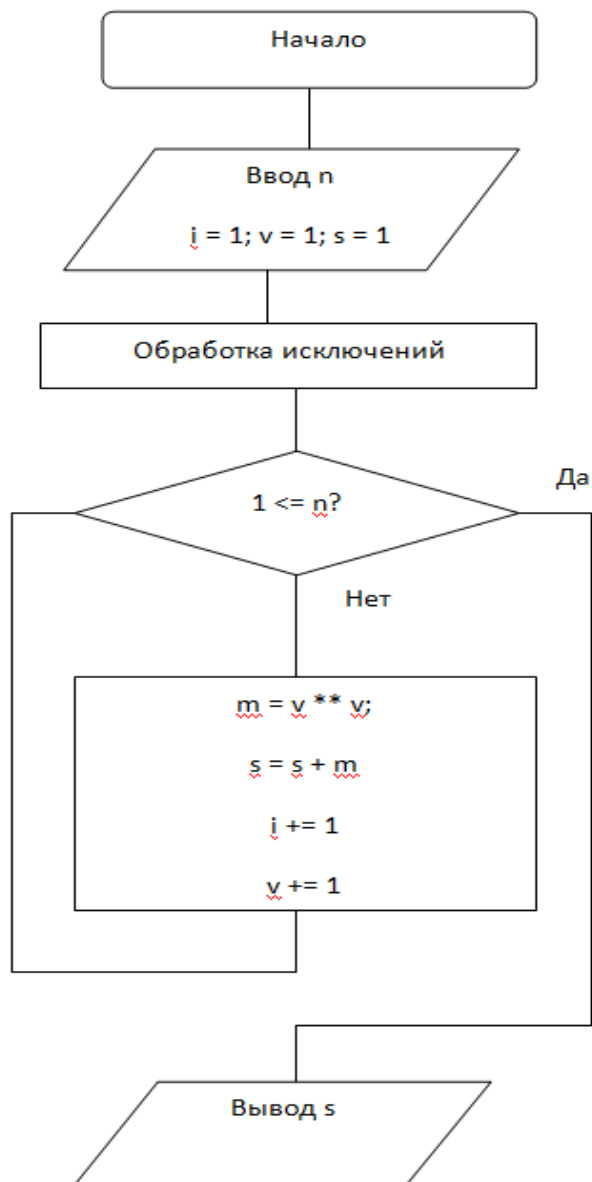 Начало
Ввод n
i = 1; v = 1; s = 1
Обработка исключений
1 <= n?
Да
Нет
m = v ** v;
s = s + m
i += 1
v += 1
Вывод s